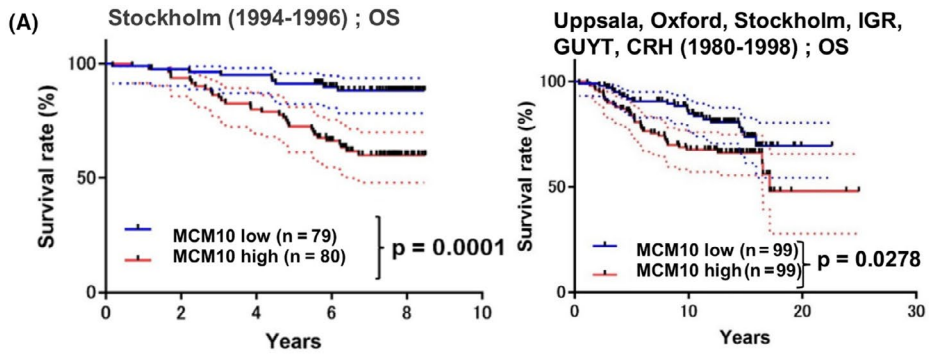 (A)
Stockholm (1994-1996) ; OS
Survival rate (%)
100
50
0
MCM10 low (n = 79)
MCM10 high (n = 80)
p = 0.0001
0 2 4 6 8 10
Years
Uppsala, Oxford, Stockholm, IGR,
GUYT, CRH (1980-1998) ; OS
Survival rate (%)
100
50
0
MCM10 low (n = 99)
MCM10 high (n = 99)
p = 0.0278
0 10 20 30
Years